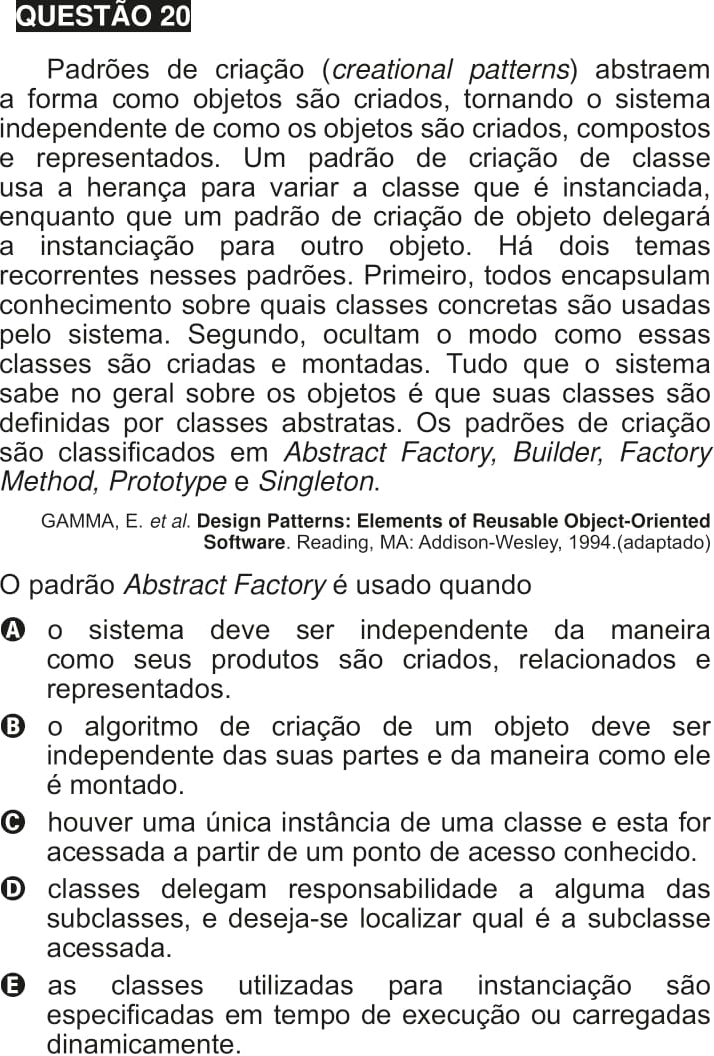 QUESTÃO 20
Padrões de criação (creational patterns) abstraem
a forma como objetos são criados, tornando o sistema
independente de como os objetos são criados, compostos
e representados. Um padrão de criação de classe
usa a herança para variar a classe que é instanciada,
enquanto que um padrão de criação de objeto delegará
a instanciação para outro objeto. Há dois temas
recorrentes nesses padrões. Primeiro, todos encapsulam
conhecimento sobre quais classes concretas são usadas
pelo sistema. Segundo, ocultam o modo como essas
classes são criadas e montadas. Tudo que o sistema
sabe no geral sobre os objetos é que suas classes são
definidas por classes abstratas. Os padrões de criação
são classificados em Abstract Factory, Builder, Factory
Method, Prototype e Singleton.
GAMMA, E. et al. Design Patterns: Elements of Reusable Object-Oriented
Software. Reading, MA: Addison-Wesley, 1994.(adaptado)
O padrão Abstract Factory é usado quando
A o sistema deve ser independente da maneira
como seus produtos são criados, relacionados e
representados.
B o algoritmo de criação de um objeto deve ser
independente das suas partes e da maneira como ele
é montado.
C houver uma única instância de uma classe e esta for
acessada a partir de um ponto de acesso conhecido.
D classes delegam responsabilidade a alguma das
subclasses, e deseja-se localizar qual é a subclasse
acessada.
E as classes utilizadas para instanciação são
especificadas em tempo de execução ou carregadas
dinamicamente.